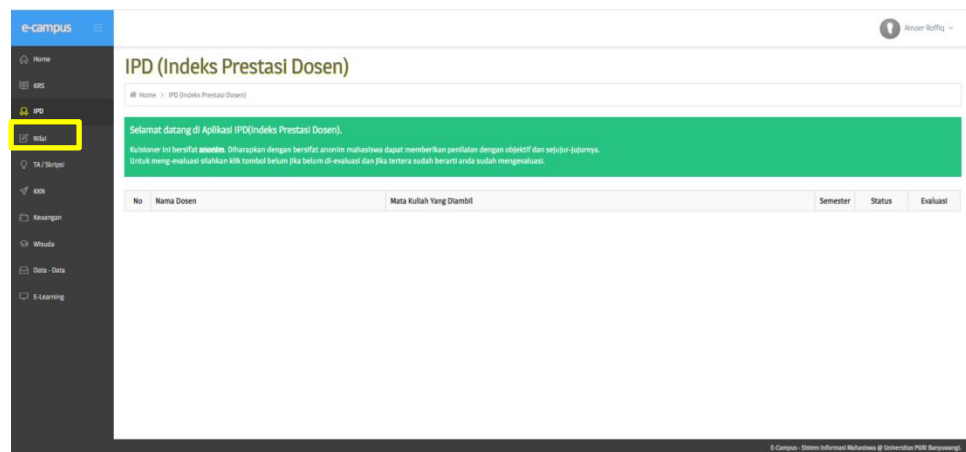 e-campus
Ainoer Roffiq
Home
KRS
IPD
Nilai
TA / Skripsi
KKN
Keuangan
Wisuda
Data - Data
E-Learning
IPD (Indeks Prestasi Dosen)
Home > IPD (Indeks Prestasi Dosen)
Selamat datang di Aplikasi IPD(Indeks Prestasi Dosen).
Kuisioner ini bersifat anonim. Diharapkan dengan bersifat anonim mahasiswa dapat memberikan penilaian dengan objektif dan sejujur-jujurnya.
Untuk meng-evaluasi silahkan klik tombol belum jika belum di-evaluasi dan jika tertera sudah berarti anda sudah mengevaluasi.
No Nama Dosen Mata Kuliah Yang Diambil Semester Status Evaluasi
E-Campus - Sistem Informasi Mahasiswa @ Universitas PGRI Banyuwangi.